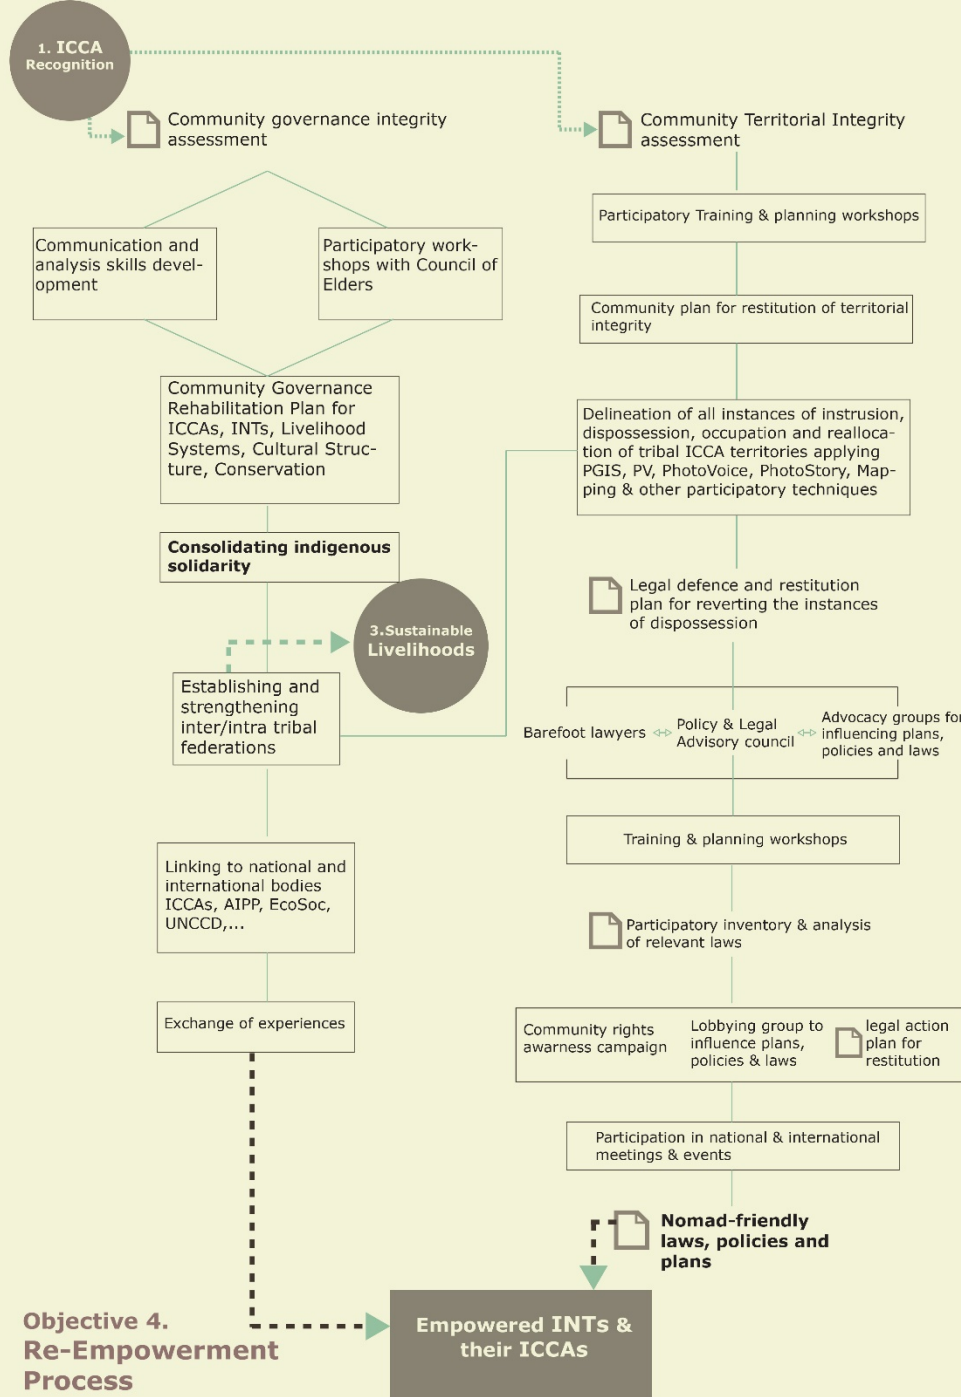 1. ICCA
Recognition
Community governance integrity
assessment
Communication and
analysis skills devel-
opment
Participatory work-
shops with Council of
Elders
Community Governance
Rehabilitation Plan for
ICCAs, INTs, Livelihood
Systems, Cultural Struc-
ture, Conservation
Consolidating indigenous
solidarity
3.Sustainable
Livelihoods
Establishing and
strengthening
inter/intra tribal
federations
Linking to national and
international bodies
ICCAs, AIPP, EcoSoc,
UNCCD,...
Exchange of experiences
Community Territorial Integrity
assessment
Participatory Training & planning workshops
Community plan for restitution of territorial
integrity
Delineation of all instances of instrusion,
dispossession, occupation and realloca-
tion of tribal ICCA territories applying
PGIS, PV, PhotoVoice, PhotoStory, Map-
ping & other participatory techniques
Legal defence and restitution
plan for reverting the instances
of dispossession
Barefoot lawyers
Policy & Legal
Advisory council
Advocacy groups for
influencing plans,
policies and laws
Training & planning workshops
Participatory inventory & analysis
of relevant laws
Community rights
awarness campaign
Lobbying group to
influence plans,
policies & laws
legal action
plan for
restitution
Participation in national & international
meetings & events
Nomad-friendly
laws, policies and
plans
Empowered INTs &
their ICCAs
Objective 4.
Re-Empowerment
Process